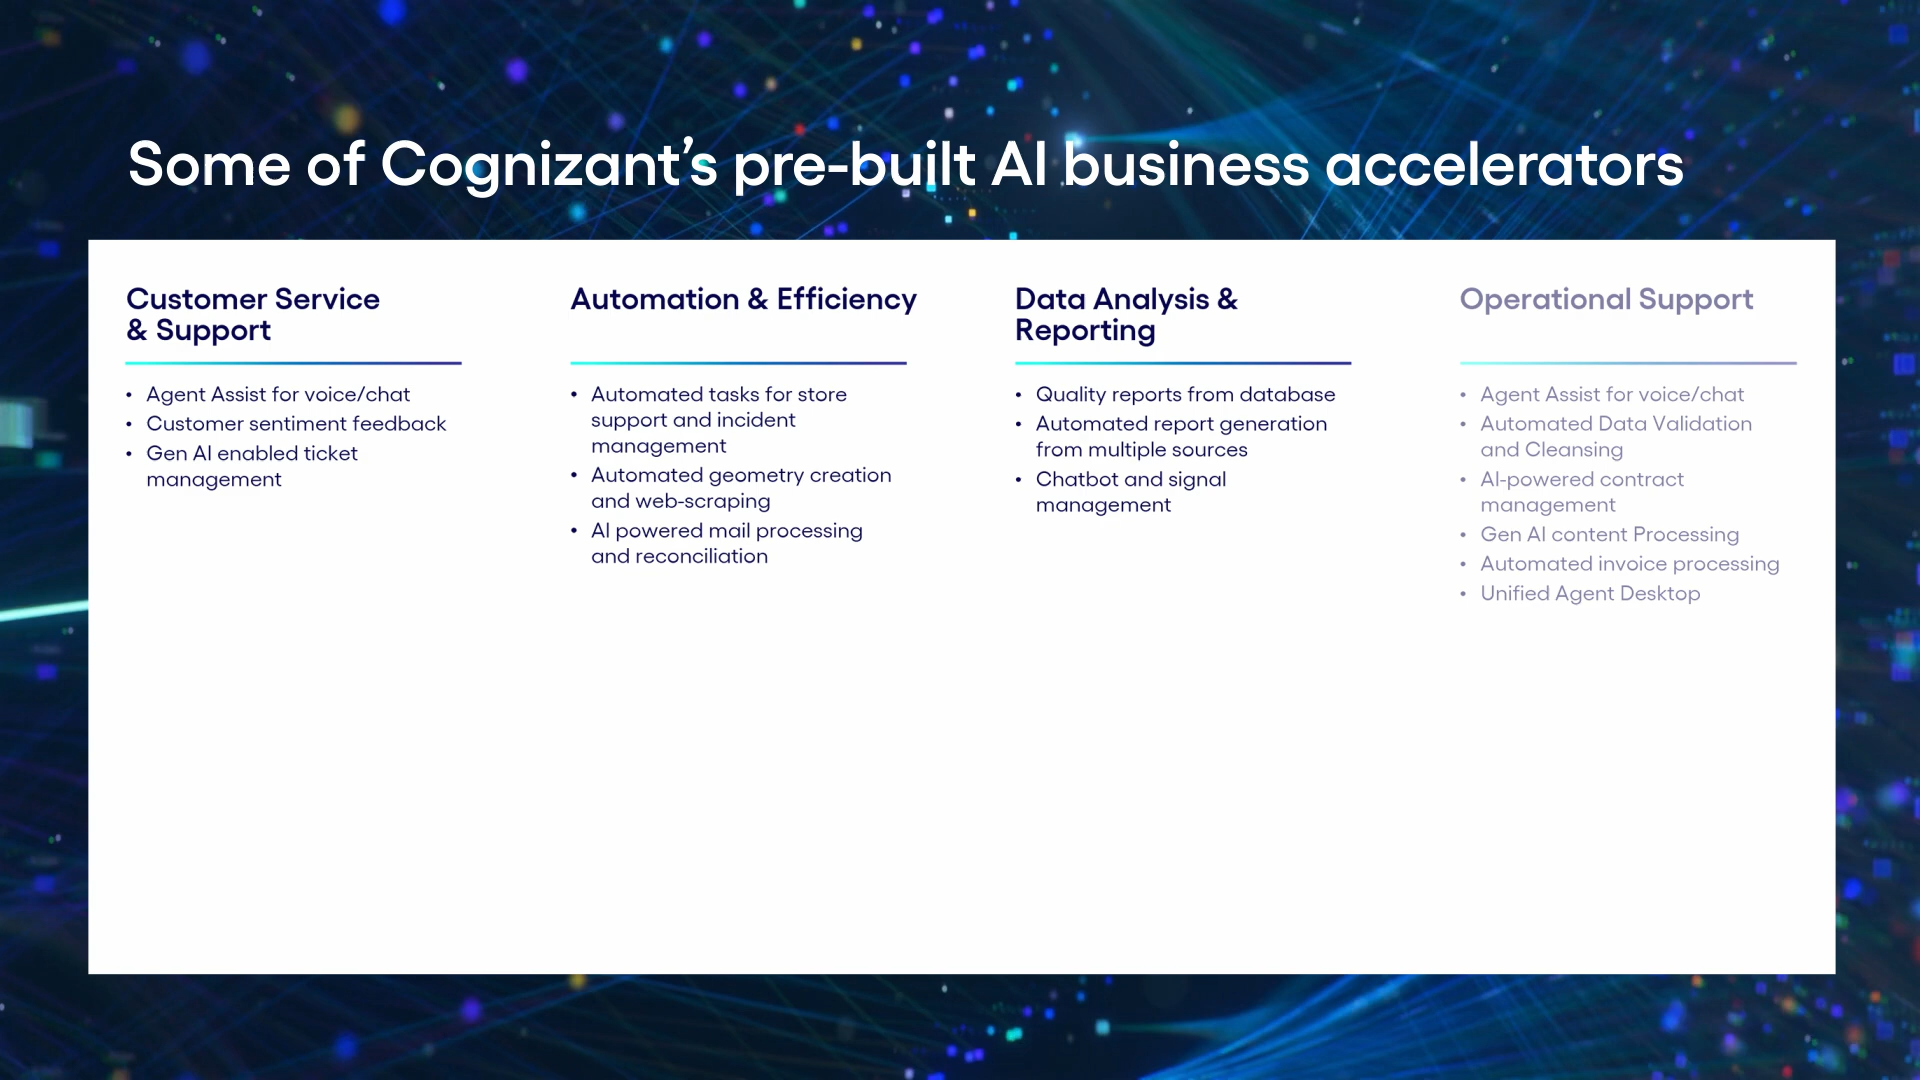 Some of Cognizant’s pre-built AI business accelerators
Customer Service
& Support
• Agent Assist for voice/chat
• Customer sentiment feedback
• Gen AI enabled ticket
management
Automation & Efficiency
• Automated tasks for store
support and incident
management
• Automated geometry creation
and web-scraping
• AI powered mail processing
and reconciliation
Data Analysis &
Reporting
• Quality reports from database
• Automated report generation
from multiple sources
• Chatbot and signal
management
Operational Support
• Agent Assist for voice/chat
• Automated Data Validation
and Cleansing
• AI-powered contract
management
• Gen AI content Processing
• Automated invoice processing
• Unified Agent Desktop